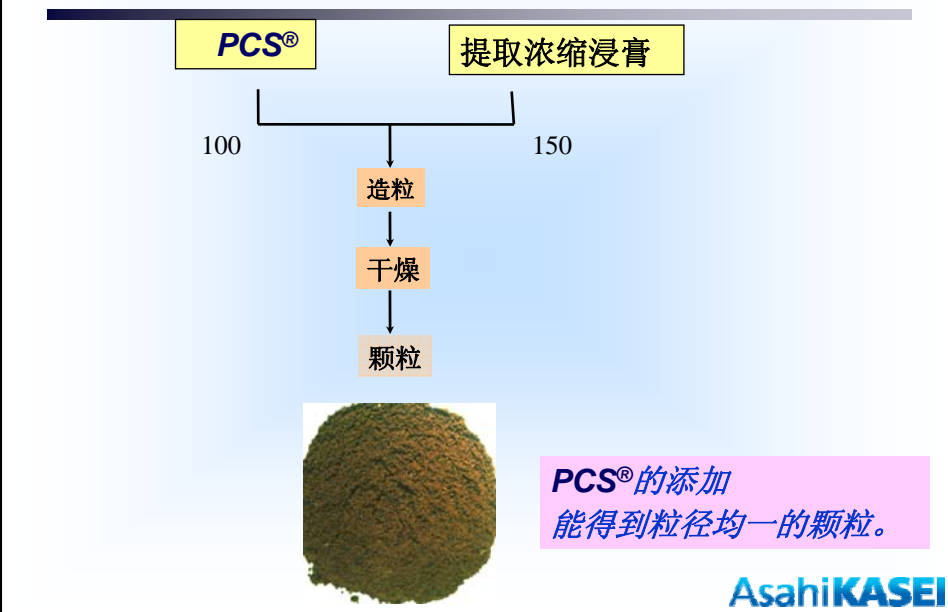 PCS®
提取浓缩浸膏
100
150
造粒
干燥
颗粒
PCS®的添加
能得到粒径均一的颗粒。
AsahiKASEI